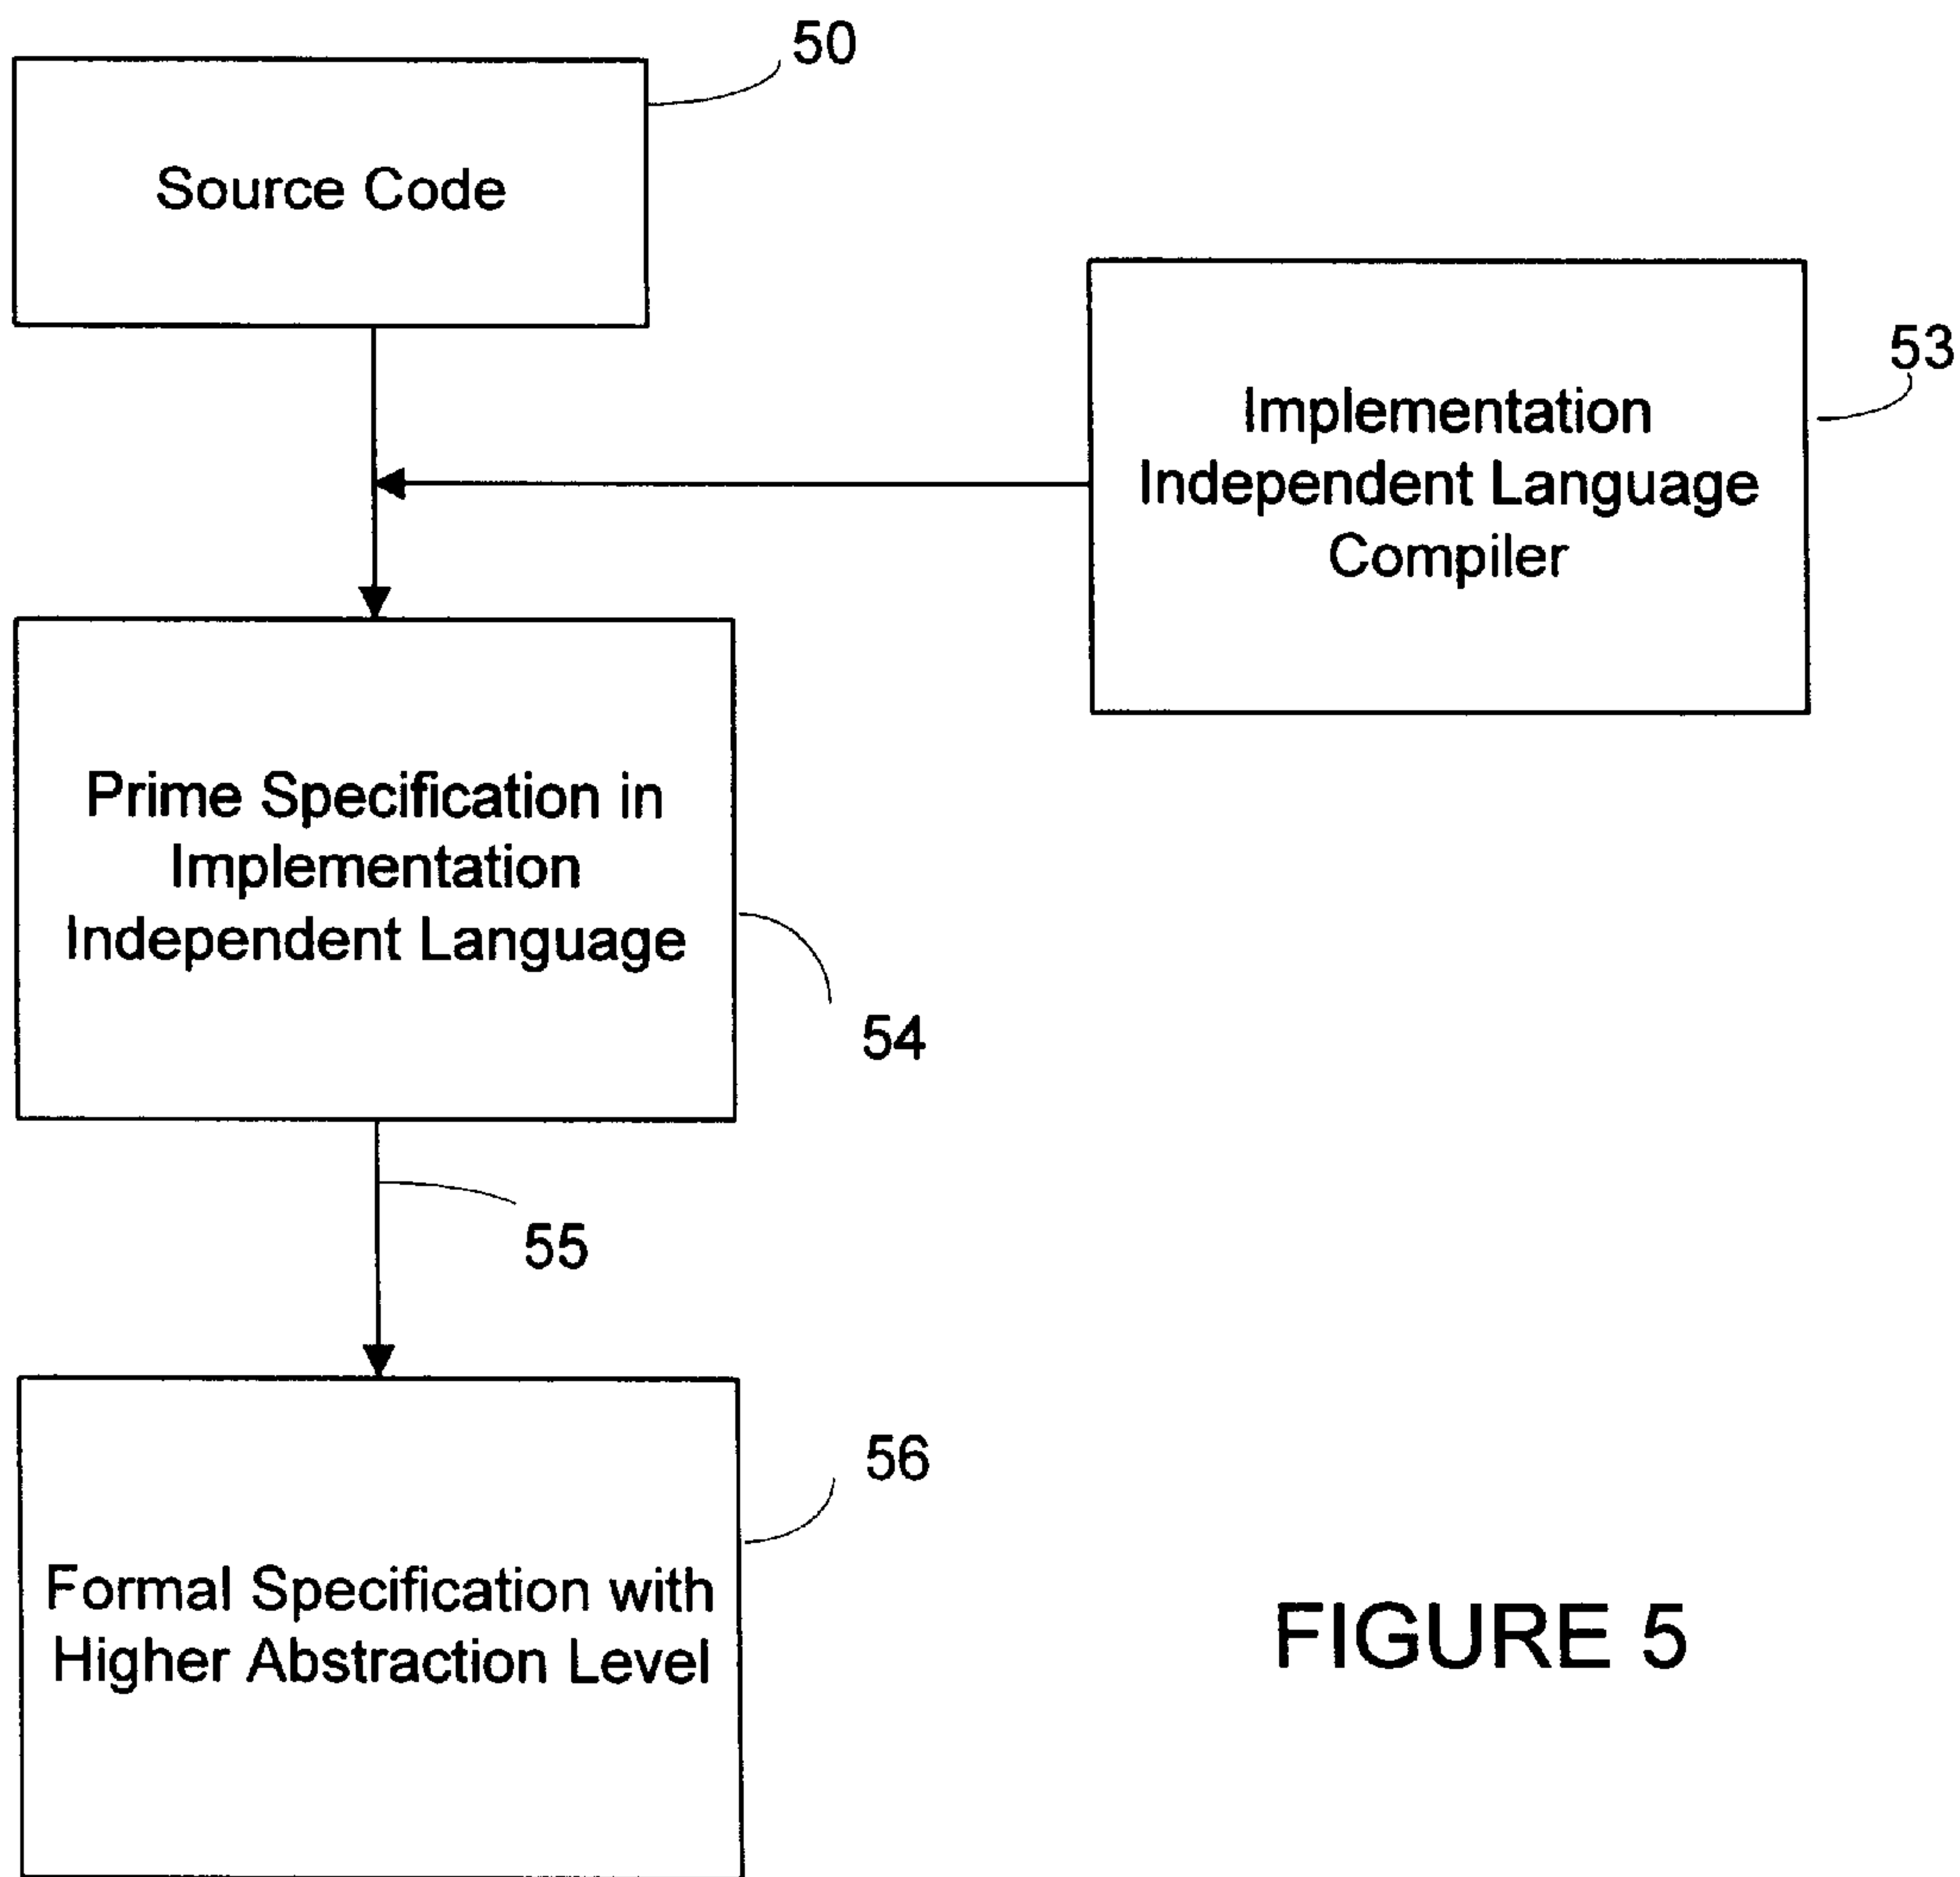 50
Source Code
53
Implementation
Independent Language
Compiler
Prime Specification in
Implementation
Independent Language
54
55
56
Formal Specification with
Higher Abstraction Level
FIGURE 5